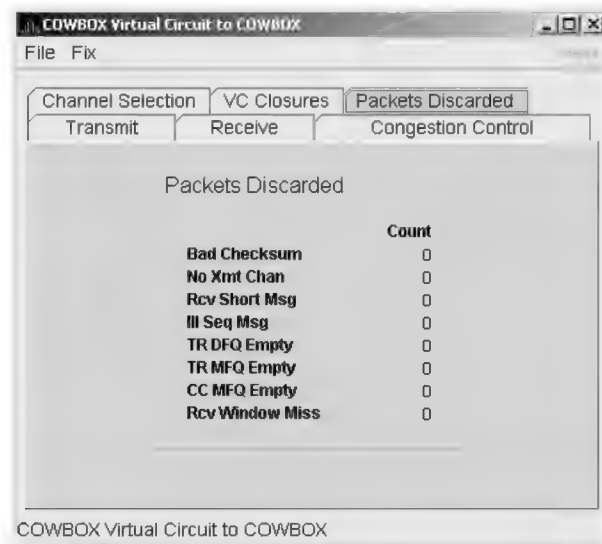 COWBOX Virtual Circuit to COWBOX
File Fix
Channel Selection VC Closures Packets Discarded
Transmit Receive Congestion Control
Packets Discarded
Count
Bad Checksum 0
No Xmt Chan 0
Rcv Short Msg 0
Ill Seq Msg 0
TR DFQ Empty 0
TR MFQ Empty 0
CC MFQ Empty 0
Rcv Window Miss 0
COWBOX Virtual Circuit to COWBOX